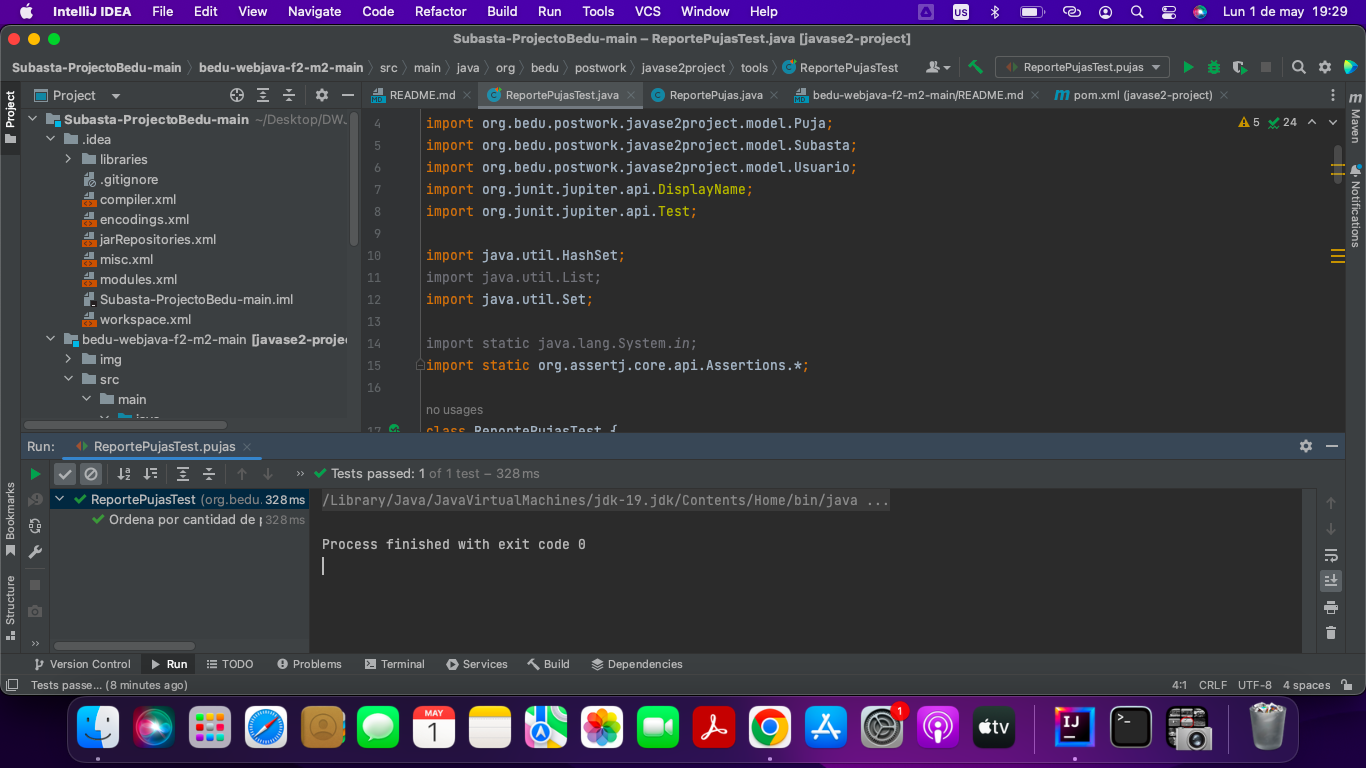 IntelliJ IDEA File Edit View Navigate Code Refactor Build Run Tools VCS Window Help US Lun 1 de may 19:29
Subasta-ProjectoBedu-main – ReportePujasTest.java [javase2-project]
Subasta-ProjectoBedu-main bedu-webjava-f2-m2-main src main java org bedu postwork javase2project tools ReportePujasTest ReportePujasTest.pujas
Project
README.md ReportePujasTest.java ReportePujas.java bedu-webjava-f2-m2-main/README.md pom.xml (javase2-project)
Project
Subasta-ProjectoBedu-main ~/Desktop/DW.
.idea
libraries
.gitignore
compiler.xml
encodings.xml
jarRepositories.xml
misc.xml
modules.xml
Subasta-ProjectoBedu-main.iml
workspace.xml
bedu-webjava-f2-m2-main [javase2-proje
img
src
main
java
5 24
4 import org.bedu.postwork.javase2project.model.Puja;
5 import org.bedu.postwork.javase2project.model.Subasta;
6 import org.bedu.postwork.javase2project.model.Usuario;
7 import org.junit.jupiter.api.DisplayName;
8 import org.junit.jupiter.api.Test;
9
10 import java.util.HashSet;
11 import java.util.List;
12 import java.util.Set;
13
14 import static java.lang.System.in;
15 import static org.assertj.core.api.Assertions.*;
16
no usages
17 class ReportePujasTest {
Maven
Notifications
Run: ReportePujasTest.pujas
Tests passed: 1 of 1 test – 328 ms
ReportePujasTest (org.bedu. 328 ms
Ordena por cantidad de p 328 ms
/Library/Java/JavaVirtualMachines/jdk-19.jdk/Contents/Home/bin/java ...
Process finished with exit code 0
Bookmarks
Structure
Version Control Run TODO Problems Terminal Services Build Dependencies
Tests passe... (8 minutes ago) 4:1 CRLF UTF-8 4 spaces
MAY
1
1
tv
IJ